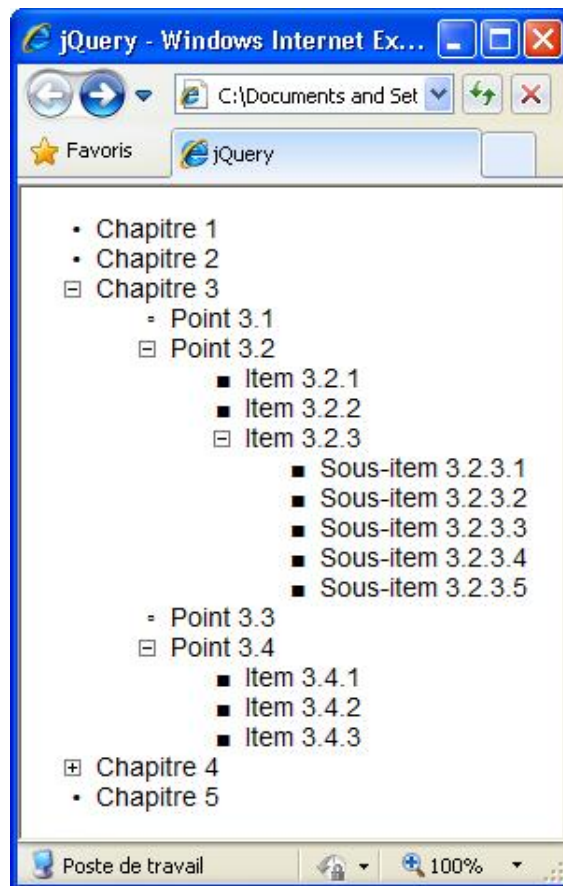 jQuery - Windows Internet Ex...
C:\Documents and Set
Favoris
jQuery
Chapitre 1
Chapitre 2
Chapitre 3
Point 3.1
Point 3.2
Item 3.2.1
Item 3.2.2
Item 3.2.3
Sous-item 3.2.3.1
Sous-item 3.2.3.2
Sous-item 3.2.3.3
Sous-item 3.2.3.4
Sous-item 3.2.3.5
Point 3.3
Point 3.4
Item 3.4.1
Item 3.4.2
Item 3.4.3
Chapitre 4
Chapitre 5
Poste de travail 100%